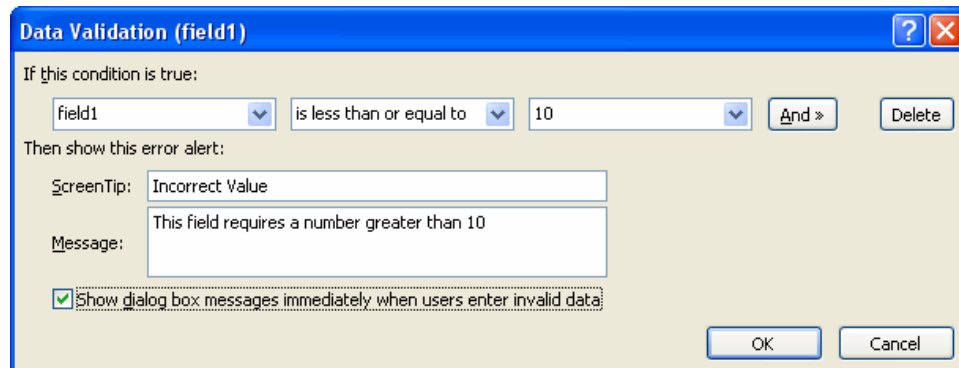 Data Validation (field1)
If this condition is true:
field1 is less than or equal to 10 And » Delete
Then show this error alert:
ScreenTip: Incorrect Value
This field requires a number greater than 10
Message:
Show dialog box messages immediately when users enter invalid data
OK Cancel